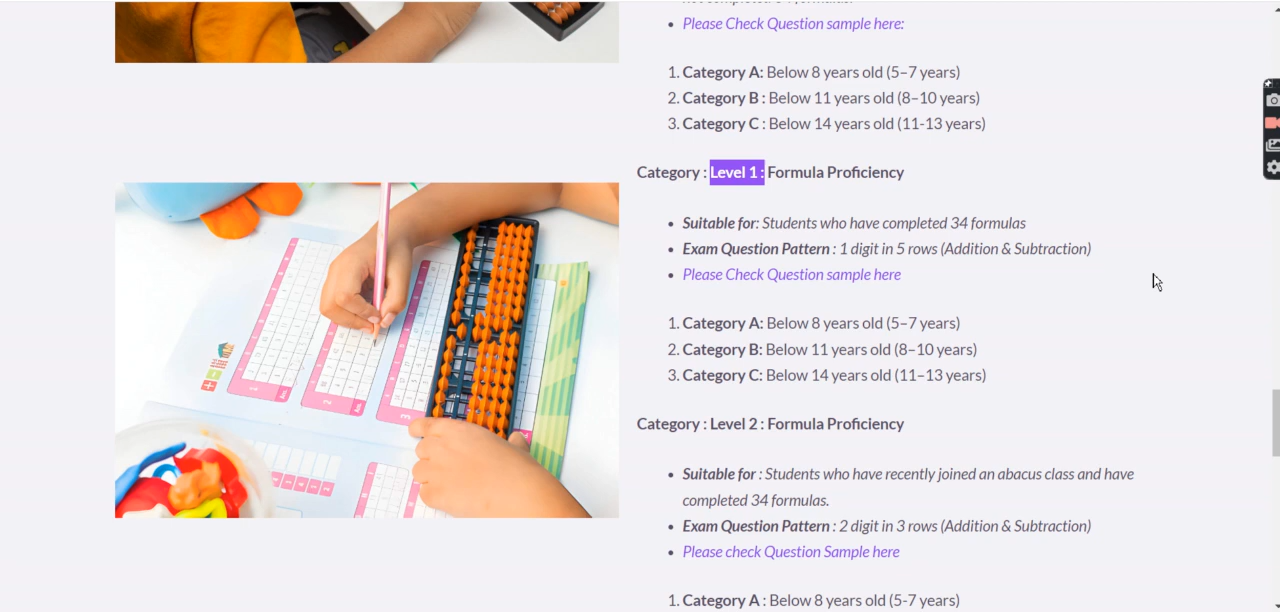 Please Check Question sample here:
1. Category A: Below 8 years old (5–7 years)
2. Category B : Below 11 years old (8–10 years)
3. Category C : Below 14 years old (11-13 years)
Category : Level 1 : Formula Proficiency
Suitable for: Students who have completed 34 formulas
Exam Question Pattern : 1 digit in 5 rows (Addition & Subtraction)
Please Check Question sample here
1. Category A: Below 8 years old (5–7 years)
2. Category B: Below 11 years old (8–10 years)
3. Category C: Below 14 years old (11–13 years)
Category : Level 2 : Formula Proficiency
Suitable for : Students who have recently joined an abacus class and have
completed 34 formulas.
Exam Question Pattern : 2 digit in 3 rows (Addition & Subtraction)
Please check Question Sample here
1. Category A : Below 8 years old (5-7 years)